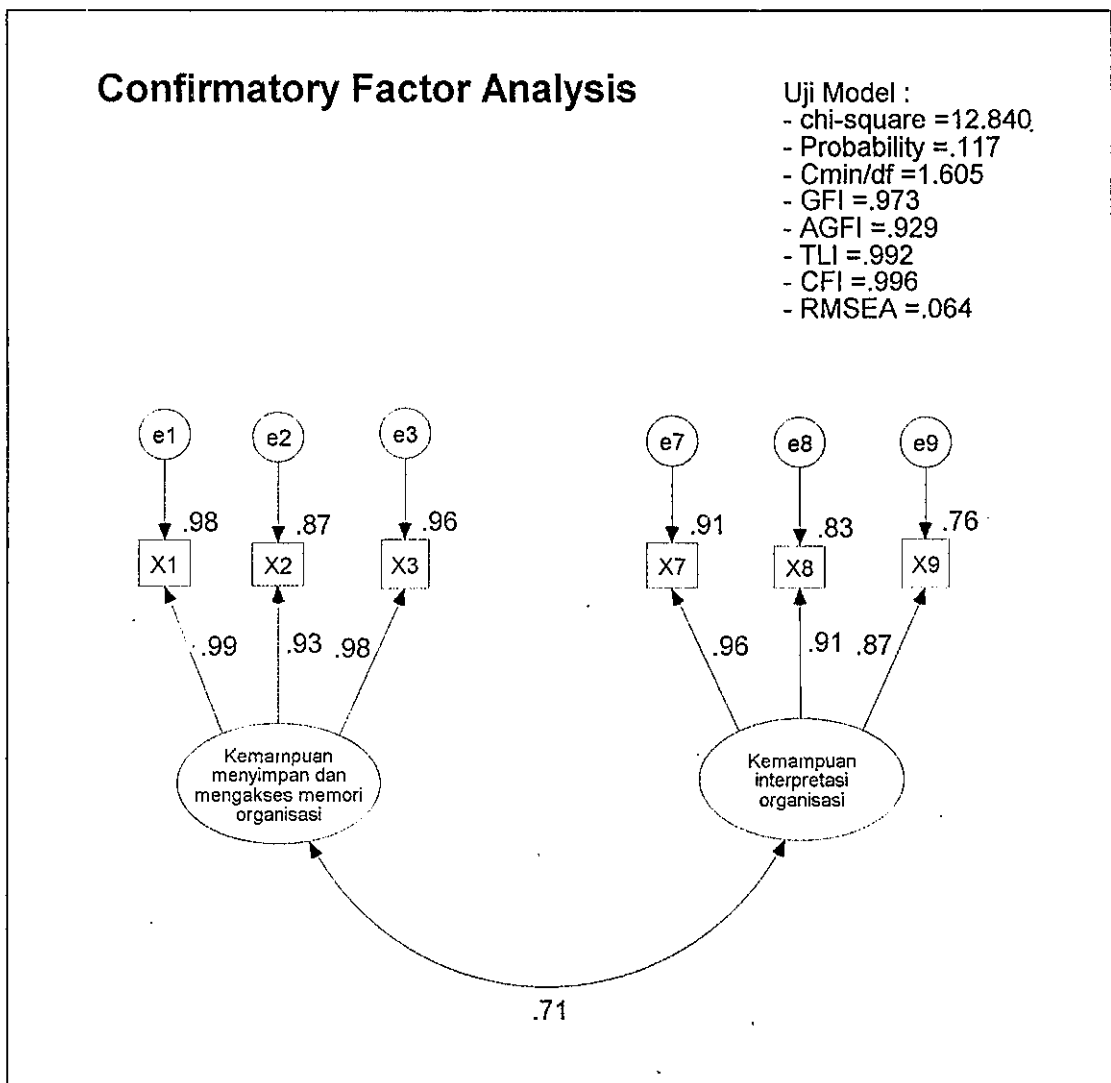 Confirmatory Factor Analysis
Uji Model :
- chi-square =12.840
- Probability =.117
- Cmin/df =1.605
- GFI =.973
- AGFI =.929
- TLI =.992
- CFI =.996
- RMSEA =.064
e1 e2 e3 e7 e8 e9
.98 .87 .96 .91 .83 .76
X1 X2 X3 X7 X8 X9
.99 .93 .98 .96 .91 .87
Kemampuan
menyimpan dan
mengakses memori
organisasi
Kemampuan
interpretasi
organisasi
.71